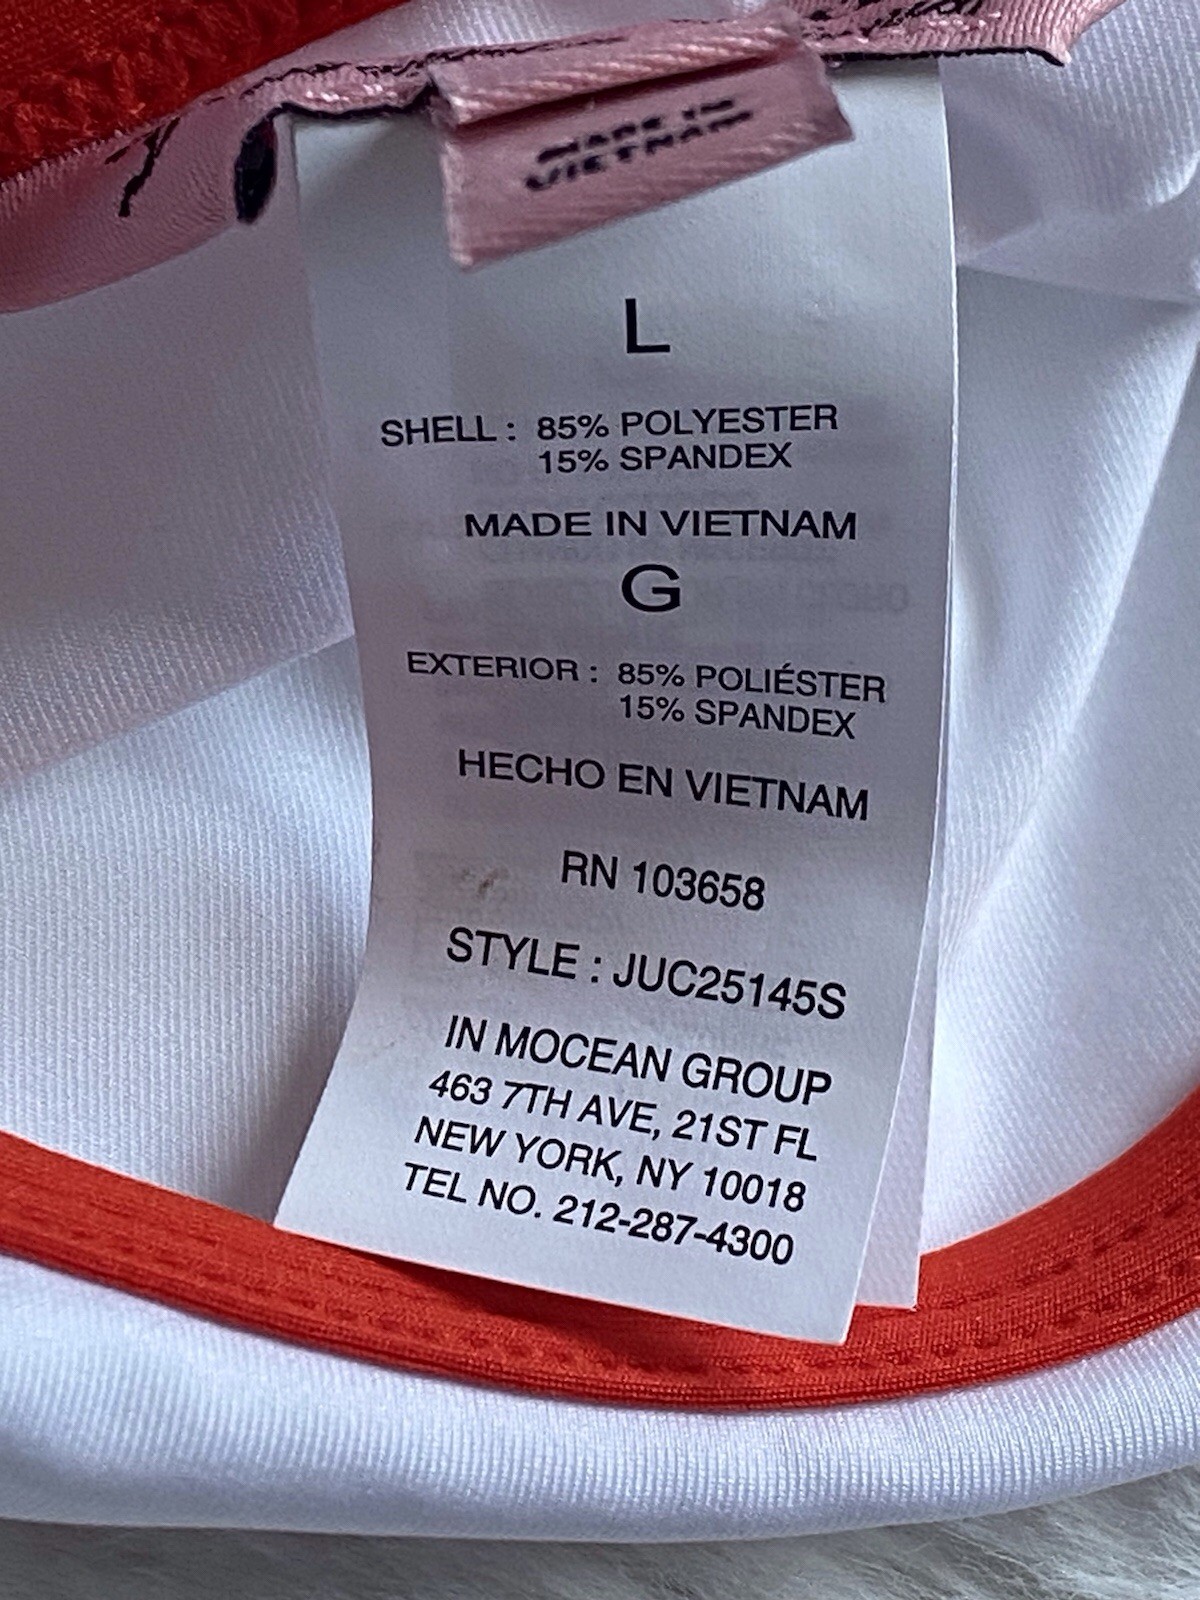 MADE IN
VIETNAM
L
SHELL : 85% POLYESTER
15% SPANDEX
MADE IN VIETNAM
G
EXTERIOR : 85% POLIÉSTER
15% SPANDEX
HECHO EN VIETNAM
RN 103658
STYLE : JUC25145S
IN MOCEAN GROUP
463 7TH AVE, 21ST FL
NEW YORK, NY 10018
TEL NO. 212-287-4300